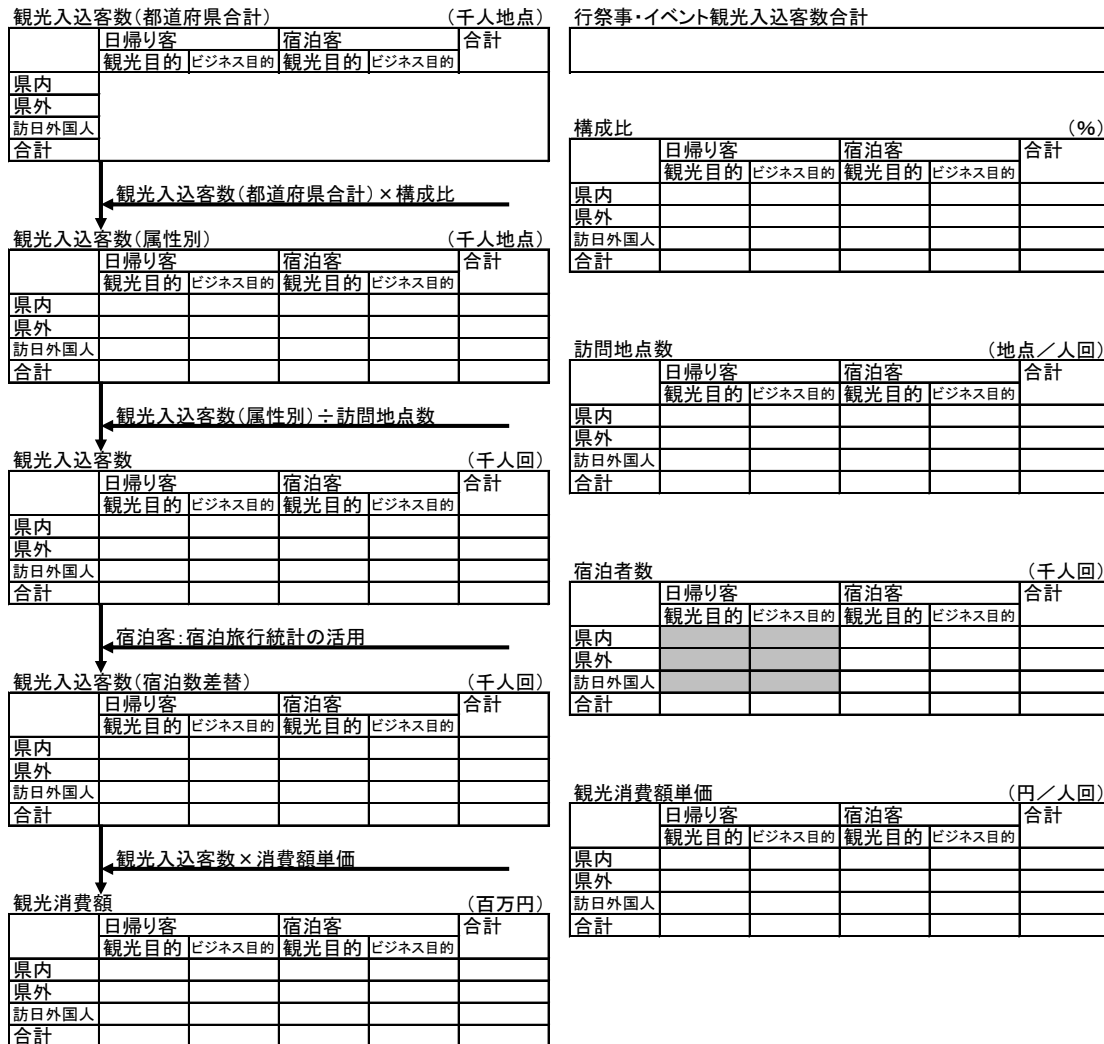 観光入込客数(都道府県合計) (千人地点)
日帰り客 宿泊客 合計
観光目的 ビジネス目的 観光目的 ビジネス目的
県内
県外
訪日外国人
合計
観光入込客数(都道府県合計)×構成比
観光入込客数(属性別) (千人地点)
日帰り客 宿泊客 合計
観光目的 ビジネス目的 観光目的 ビジネス目的
県内
県外
訪日外国人
合計
観光入込客数(属性別)÷訪問地点数
観光入込客数 (千人回)
日帰り客 宿泊客 合計
観光目的 ビジネス目的 観光目的 ビジネス目的
県内
県外
訪日外国人
合計
宿泊客:宿泊旅行統計の活用
観光入込客数(宿泊数差替) (千人回)
日帰り客 宿泊客 合計
観光目的 ビジネス目的 観光目的 ビジネス目的
県内
県外
訪日外国人
合計
観光入込客数×消費額単価
観光消費額 (百万円)
日帰り客 宿泊客 合計
観光目的 ビジネス目的 観光目的 ビジネス目的
県内
県外
訪日外国人
合計
行祭事・イベント観光入込客数合計
構成比 (%)
日帰り客 宿泊客 合計
観光目的 ビジネス目的 観光目的 ビジネス目的
県内
県外
訪日外国人
合計
訪問地点数 (地点/人回)
日帰り客 宿泊客 合計
観光目的 ビジネス目的 観光目的 ビジネス目的
県内
県外
訪日外国人
合計
宿泊者数 (千人回)
日帰り客 宿泊客 合計
観光目的 ビジネス目的 観光目的 ビジネス目的
県内
県外
訪日外国人
合計
観光消費額単価 (円/人回)
日帰り客 宿泊客 合計
観光目的 ビジネス目的 観光目的 ビジネス目的
県内
県外
訪日外国人
合計